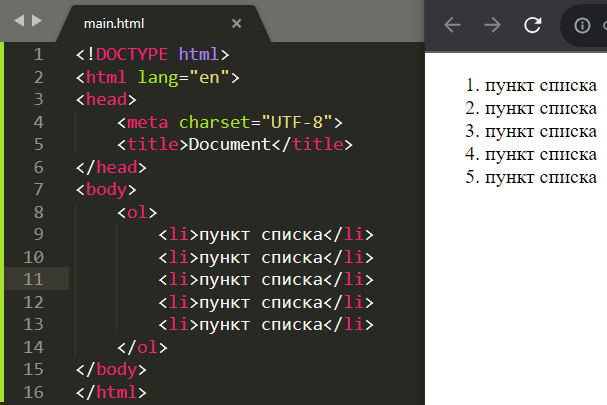 main.html ×
1 <!DOCTYPE html>
2 <html lang="en">
3 <head>
4     <meta charset="UTF-8">
5     <title>Document</title>
6 </head>
7 <body>
8     <ol>
9         <li>пункт списка</li>
10         <li>пункт списка</li>
11         <li>пункт списка</li>
12         <li>пункт списка</li>
13         <li>пункт списка</li>
14     </ol>
15 </body>
16 </html>
1. пункт списка
2. пункт списка
3. пункт списка
4. пункт списка
5. пункт списка